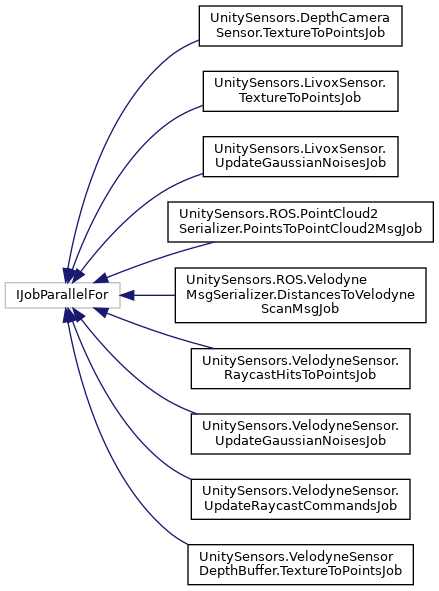 UnitySensors.DepthCamera
Sensor.TextureToPointsJob
UnitySensors.LivoxSensor.
TextureToPointsJob
UnitySensors.LivoxSensor.
UpdateGaussianNoisesJob
UnitySensors.ROS.PointCloud2
Serializer.PointsToPointCloud2MsgJob
IJobParallelFor
UnitySensors.ROS.Velodyne
MsgSerializer.DistancesToVelodyne
ScanMsgJob
UnitySensors.VelodyneSensor.
RaycastHitsToPointsJob
UnitySensors.VelodyneSensor.
UpdateGaussianNoisesJob
UnitySensors.VelodyneSensor.
UpdateRaycastCommandsJob
UnitySensors.VelodyneSensor
DepthBuffer.TextureToPointsJob